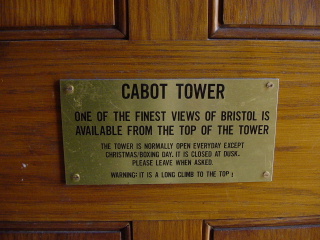 CABOT TOWER
ONE OF THE FINEST VIEWS OF BRISTOL IS
AVAILABLE FROM THE TOP OF THE TOWER
THE TOWER IS NORMALLY OPEN EVERYDAY EXCEPT
CHRISTMAS/BOXING DAY. IT IS CLOSED AT DUSK.
PLEASE LEAVE WHEN ASKED.
WARNING: IT IS A LONG CLIMB TO THE TOP !